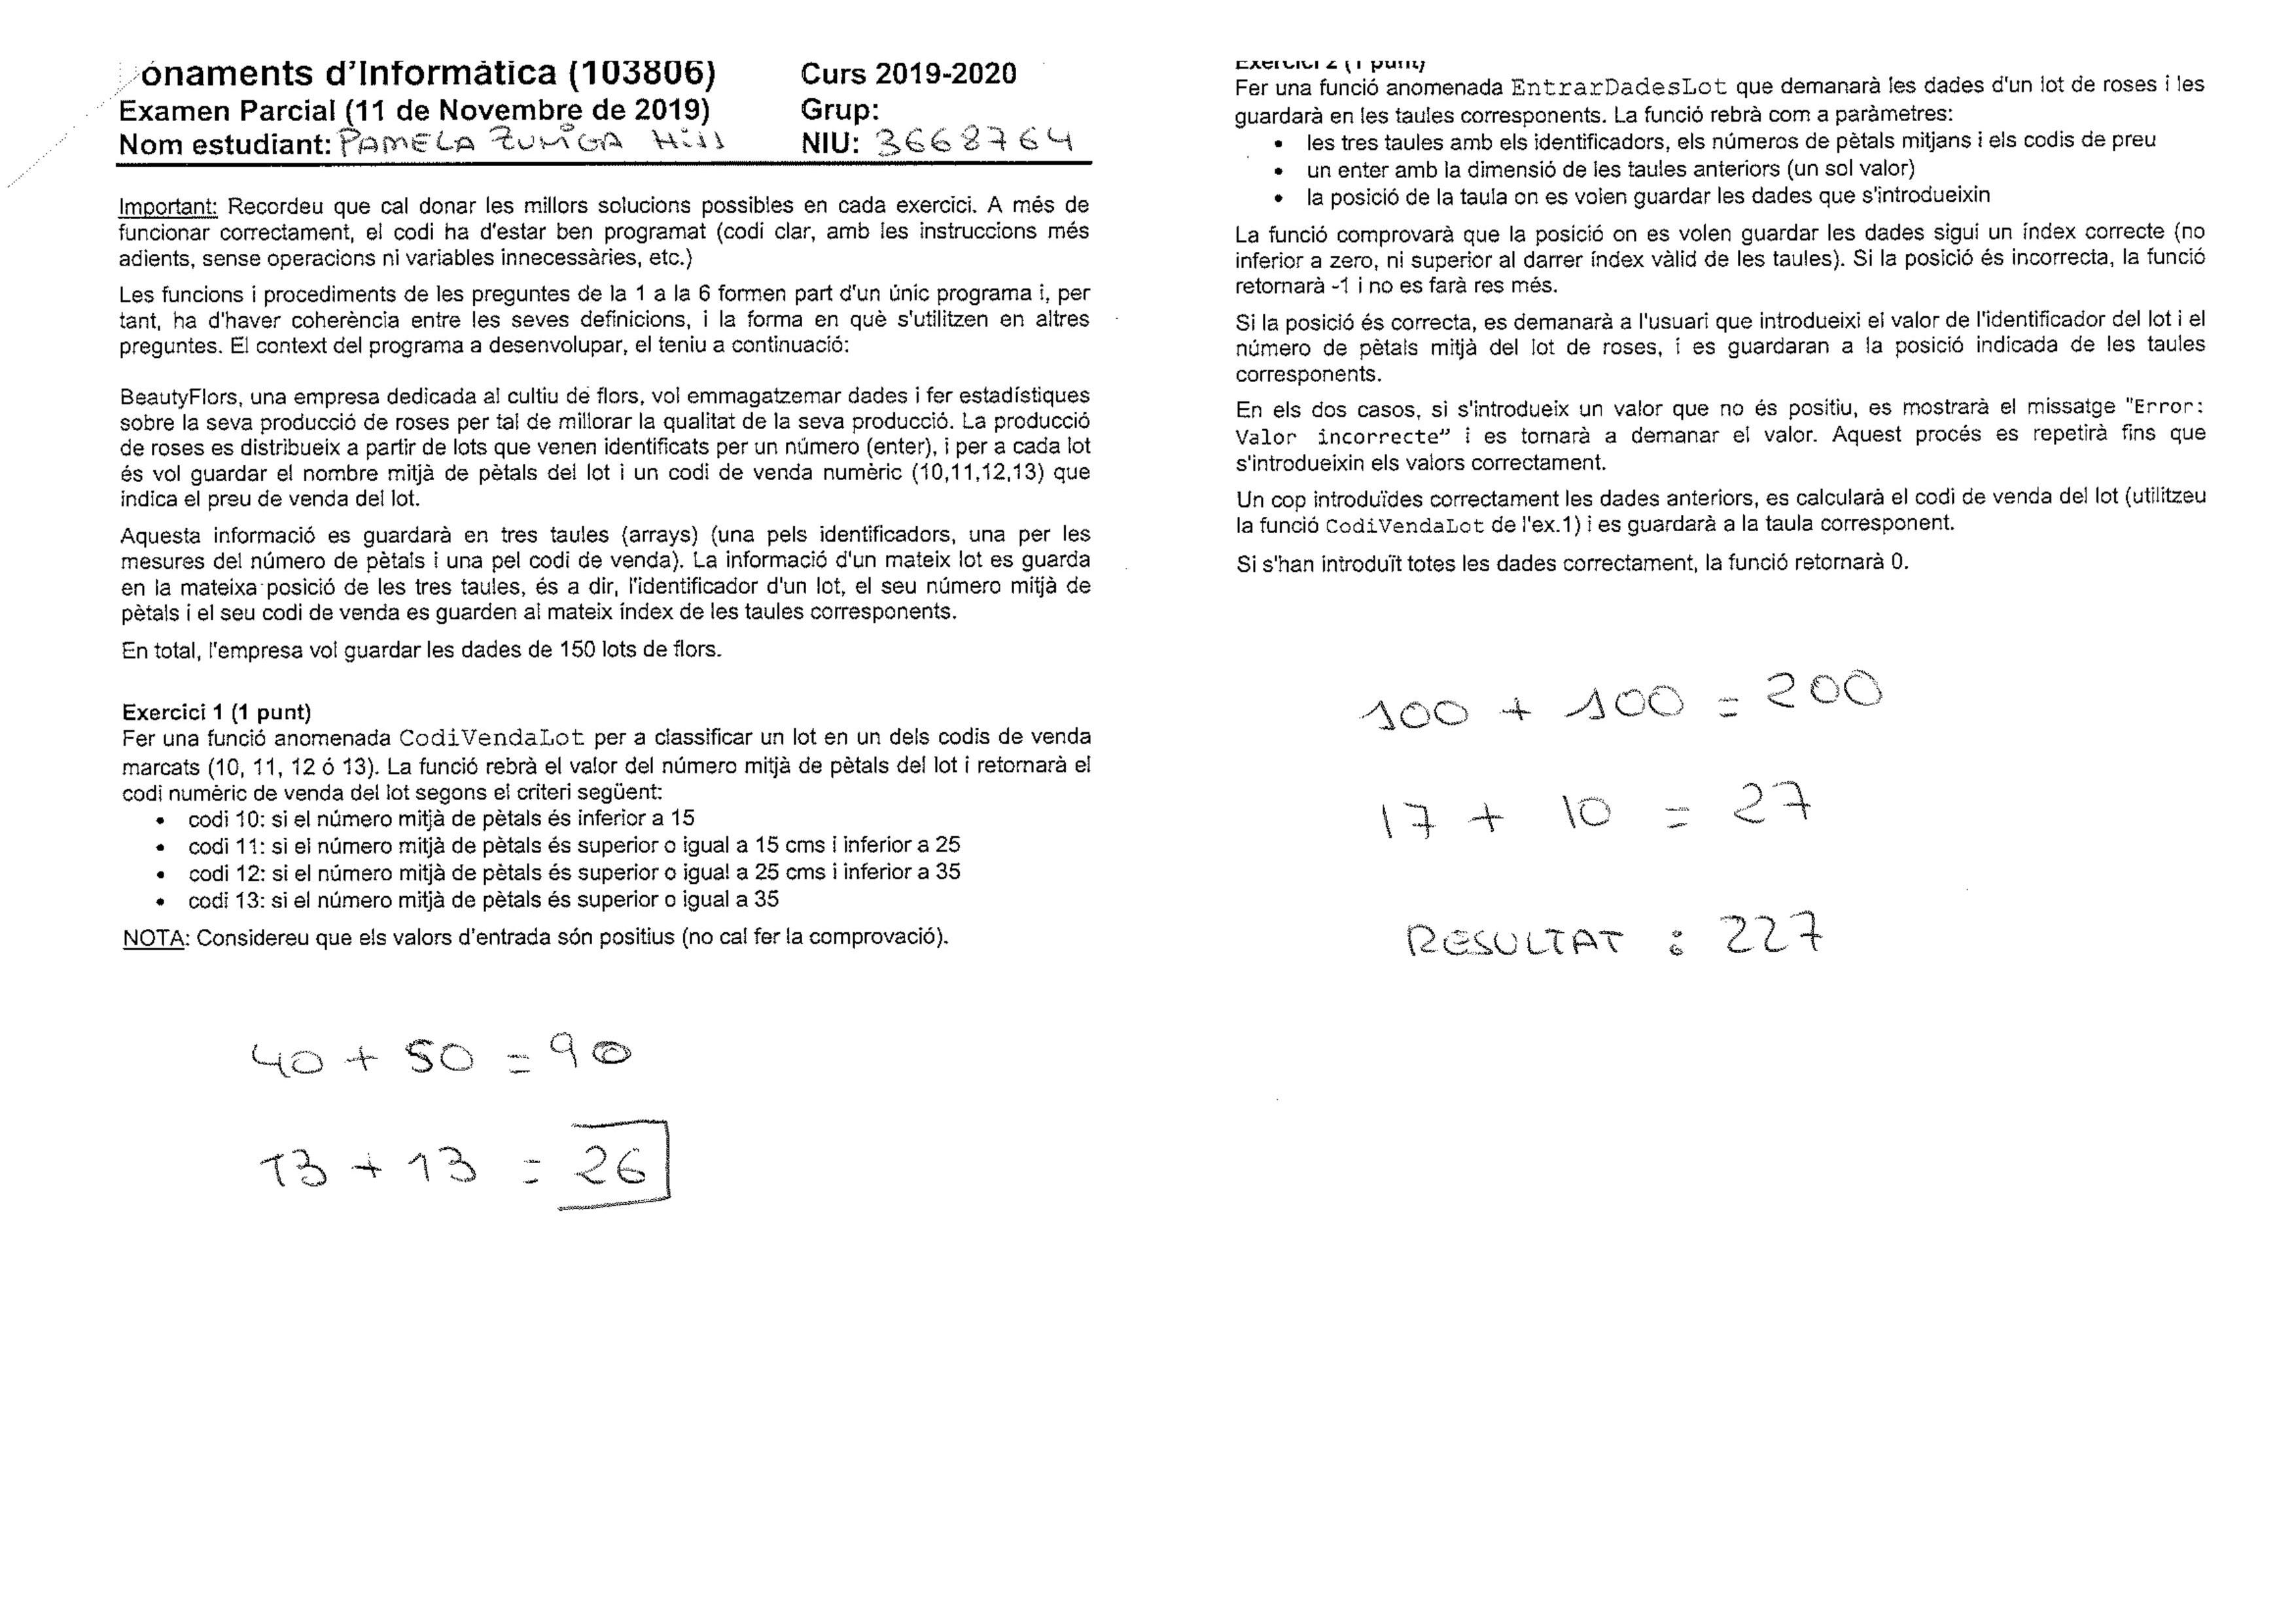 ònaments d'Informàtica (103806) Curs 2019-2020
Examen Parcial (11 de Novembre de 2019) Grup:
Nom estudiant: PAMELA ZUÑIGA Hill NIU: 3668764
Important: Recordeu que cal donar les millors solucions possibles en cada exercici. A més de
funcionar correctament, el codi ha d'estar ben programat (codi clar, amb les instruccions més
adients, sense operacions ni variables innecessàries, etc.)
Les funcions i procediments de les preguntes de la 1 a la 6 formen part d'un únic programa i, per
tant, ha d'haver coherència entre les seves definicions, i la forma en què s'utilitzen en altres
preguntes. El context del programa a desenvolupar, el teniu a continuació:
BeautyFlors, una empresa dedicada al cultiu de flors, vol emmagatzemar dades i fer estadístiques
sobre la seva producció de roses per tal de millorar la qualitat de la seva producció. La producció
de roses es distribueix a partir de lots que venen identificats per un número (enter), i per a cada lot
és vol guardar el nombre mitjà de pètals del lot i un codi de venda numèric (10,11,12,13) que
indica el preu de venda del lot.
Aquesta informació es guardarà en tres taules (arrays) (una pels identificadors, una per les
mesures del número de pètals i una pel codi de venda). La informació d'un mateix lot es guarda
en la mateixa posició de les tres taules, és a dir, l'identificador d'un lot, el seu número mitjà de
pètals i el seu codi de venda es guarden al mateix índex de les taules corresponents.
En total, l'empresa vol guardar les dades de 150 lots de flors.
Exercici 1 (1 punt)
Fer una funció anomenada CodiVendaLot per a classificar un lot en un dels codis de venda
marcats (10, 11, 12 ó 13). La funció rebrà el valor del número mitjà de pètals del lot i retornarà el
codi numèric de venda del lot segons el criteri següent:
• codi 10: si el número mitjà de pètals és inferior a 15
• codi 11: si el número mitjà de pètals és superior o igual a 15 cms i inferior a 25
• codi 12: si el número mitjà de pètals és superior o igual a 25 cms i inferior a 35
• codi 13: si el número mitjà de pètals és superior o igual a 35
NOTA: Considereu que els valors d'entrada són positius (no cal fer la comprovació).
40 + 50 = 90
13 + 13 = 26
Exercici 2 (1 punt)
Fer una funció anomenada EntrarDadesLot que demanarà les dades d'un lot de roses i les
guardarà en les taules corresponents. La funció rebrà com a paràmetres:
• les tres taules amb els identificadors, els números de pètals mitjans i els codis de preu
• un enter amb la dimensió de les taules anteriors (un sol valor)
• la posició de la taula on es volen guardar les dades que s'introdueixin
La funció comprovarà que la posició on es volen guardar les dades sigui un índex correcte (no
inferior a zero, ni superior al darrer índex vàlid de les taules). Si la posició és incorrecta, la funció
retornarà -1 i no es farà res més.
Si la posició és correcta, es demanarà a l'usuari que introdueixi el valor de l'identificador del lot i el
número de pètals mitjà del lot de roses, i es guardaran a la posició indicada de les taules
corresponents.
En els dos casos, si s'introdueix un valor que no és positiu, es mostrarà el missatge "Error:
Valor incorrecte” i es tornarà a demanar el valor. Aquest procés es repetirà fins que
s'introdueixin els valors correctament.
Un cop introduïdes correctament les dades anteriors, es calcularà el codi de venda del lot (utilitzeu
la funció CodiVendaLot de l'ex.1) i es guardarà a la taula corresponent.
Si s'han introduït totes les dades correctament, la funció retornarà 0.
100 + 100 = 200
17 + 10 = 27
RESULTAT : 227